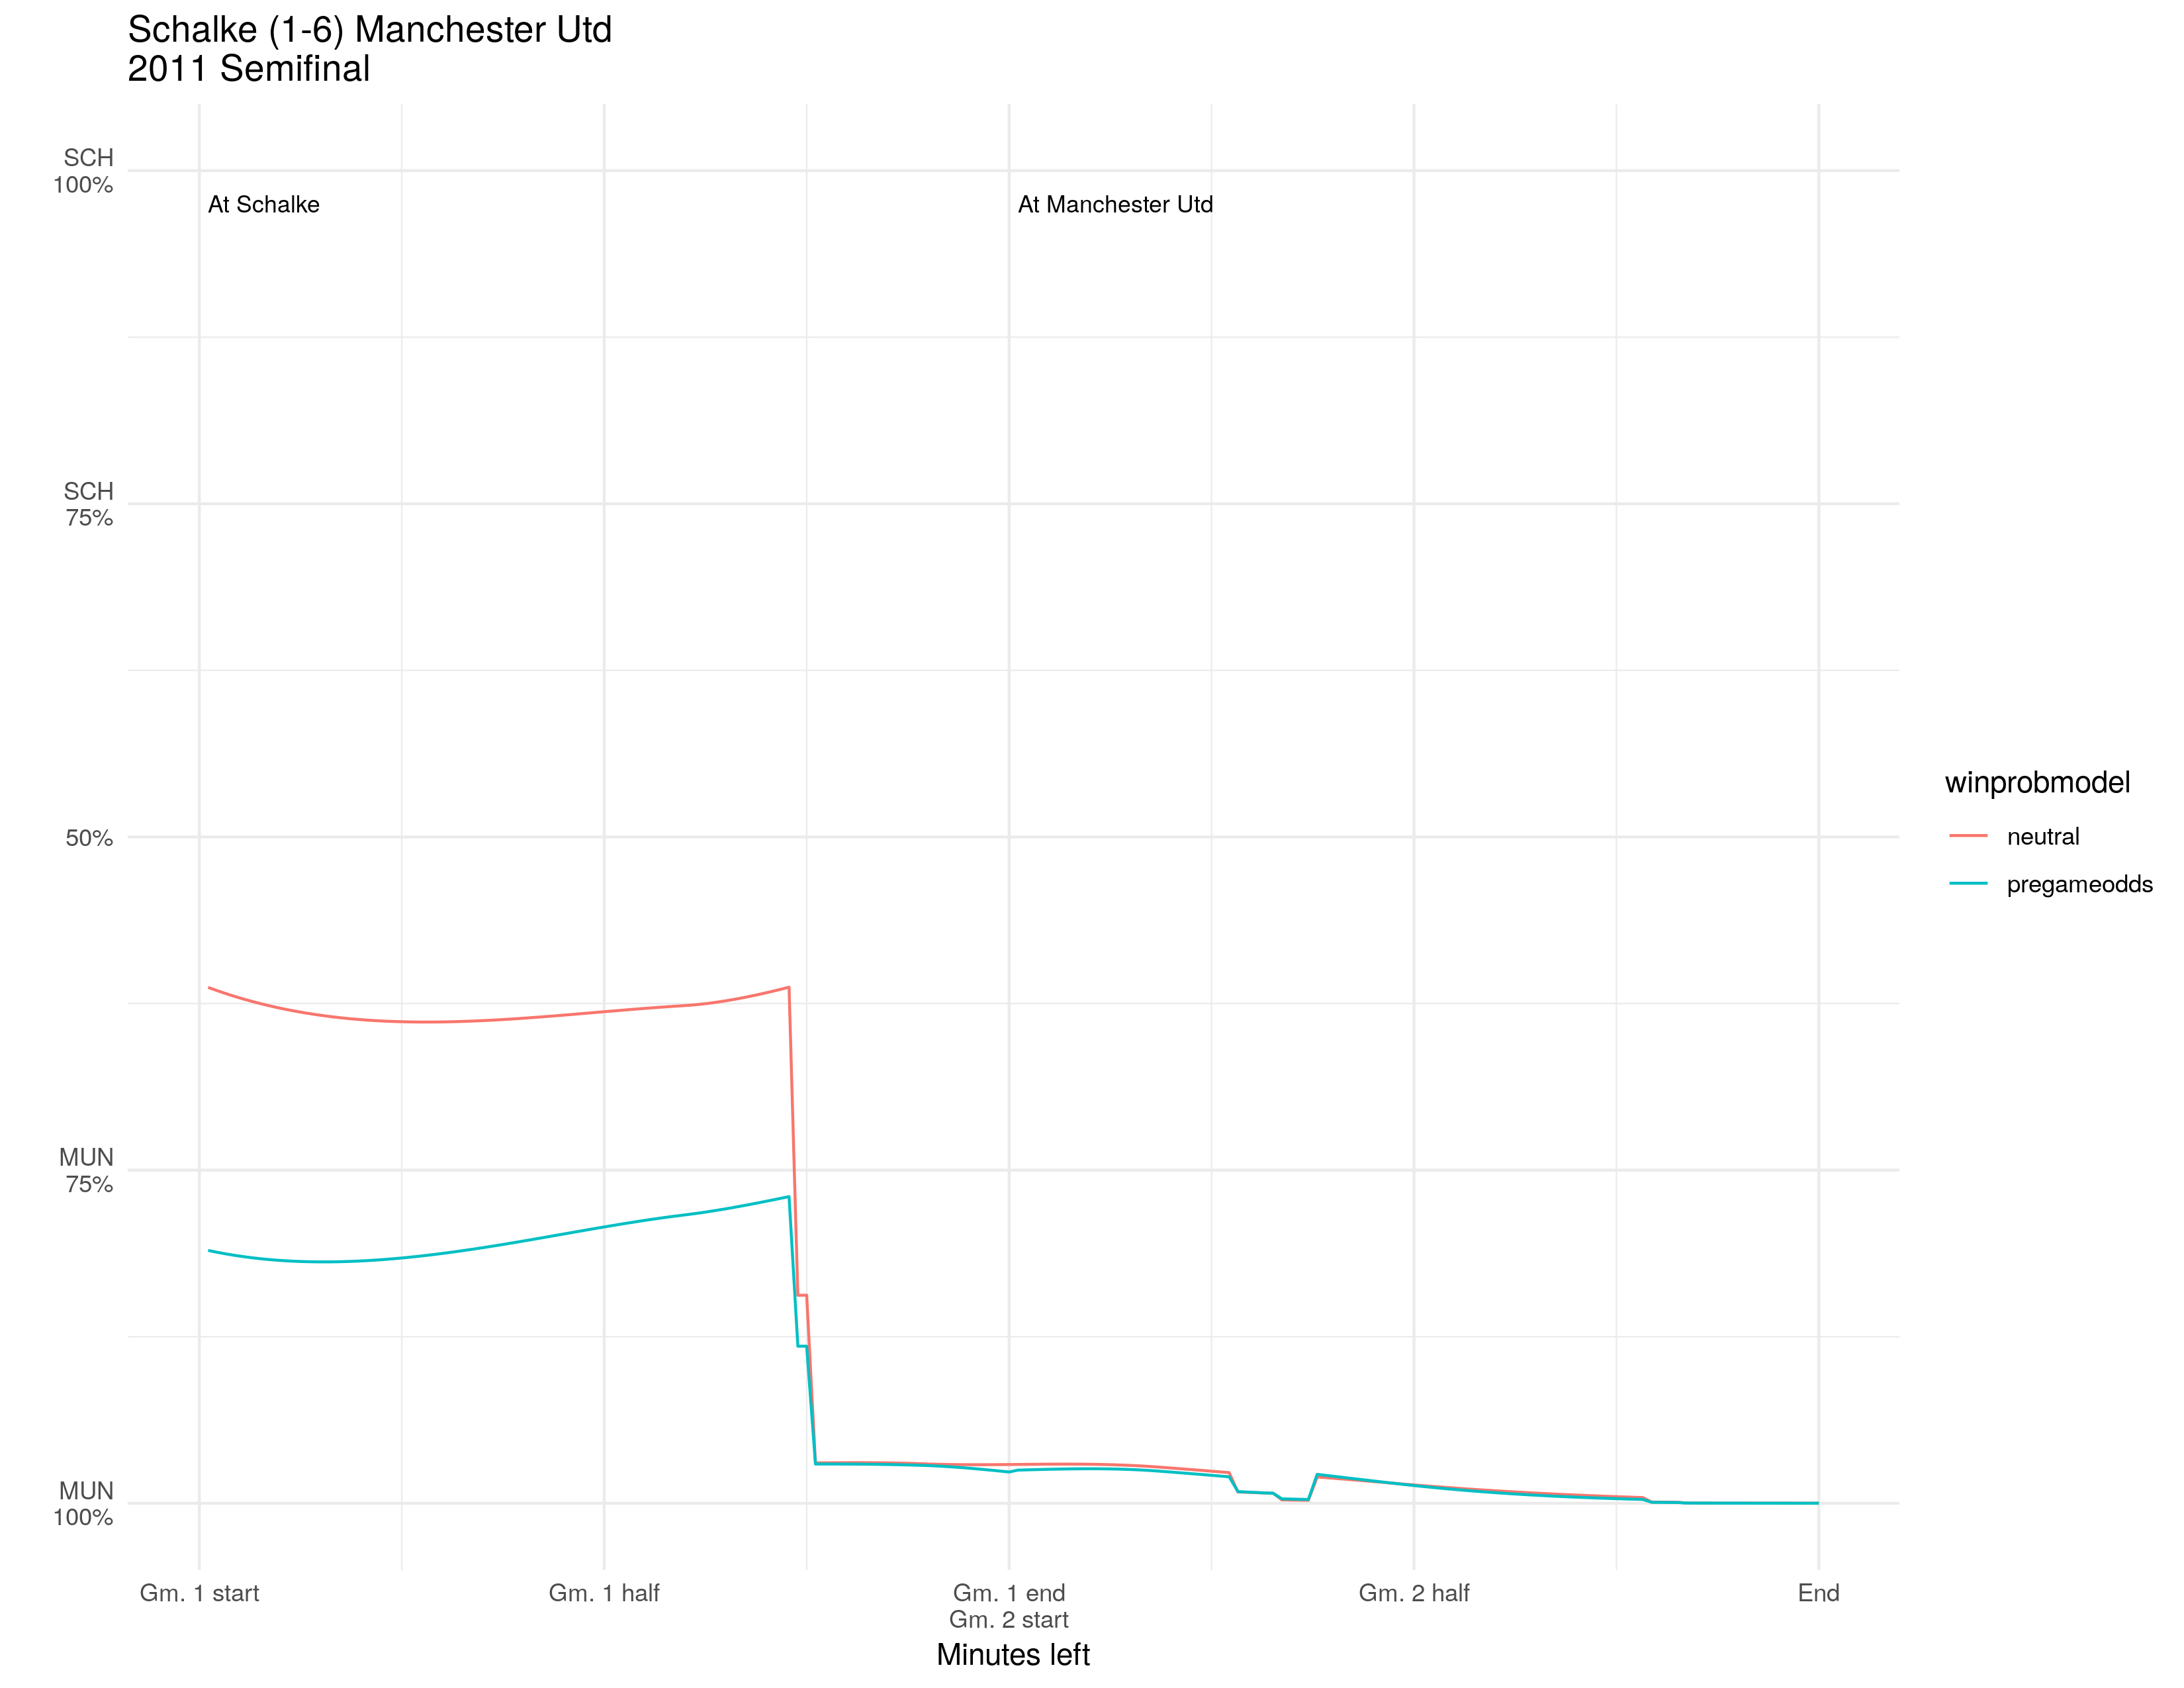 Schalke (1-6) Manchester Utd
2011 Semifinal
SCH
100%
At Schalke
At Manchester Utd
SCH
75%
50%
MUN
75%
MUN
100%
winprobmodel
neutral
pregameodds
Gm. 1 start
Gm. 1 half
Gm. 1 end
Gm. 2 start
Gm. 2 half
End
Minutes left